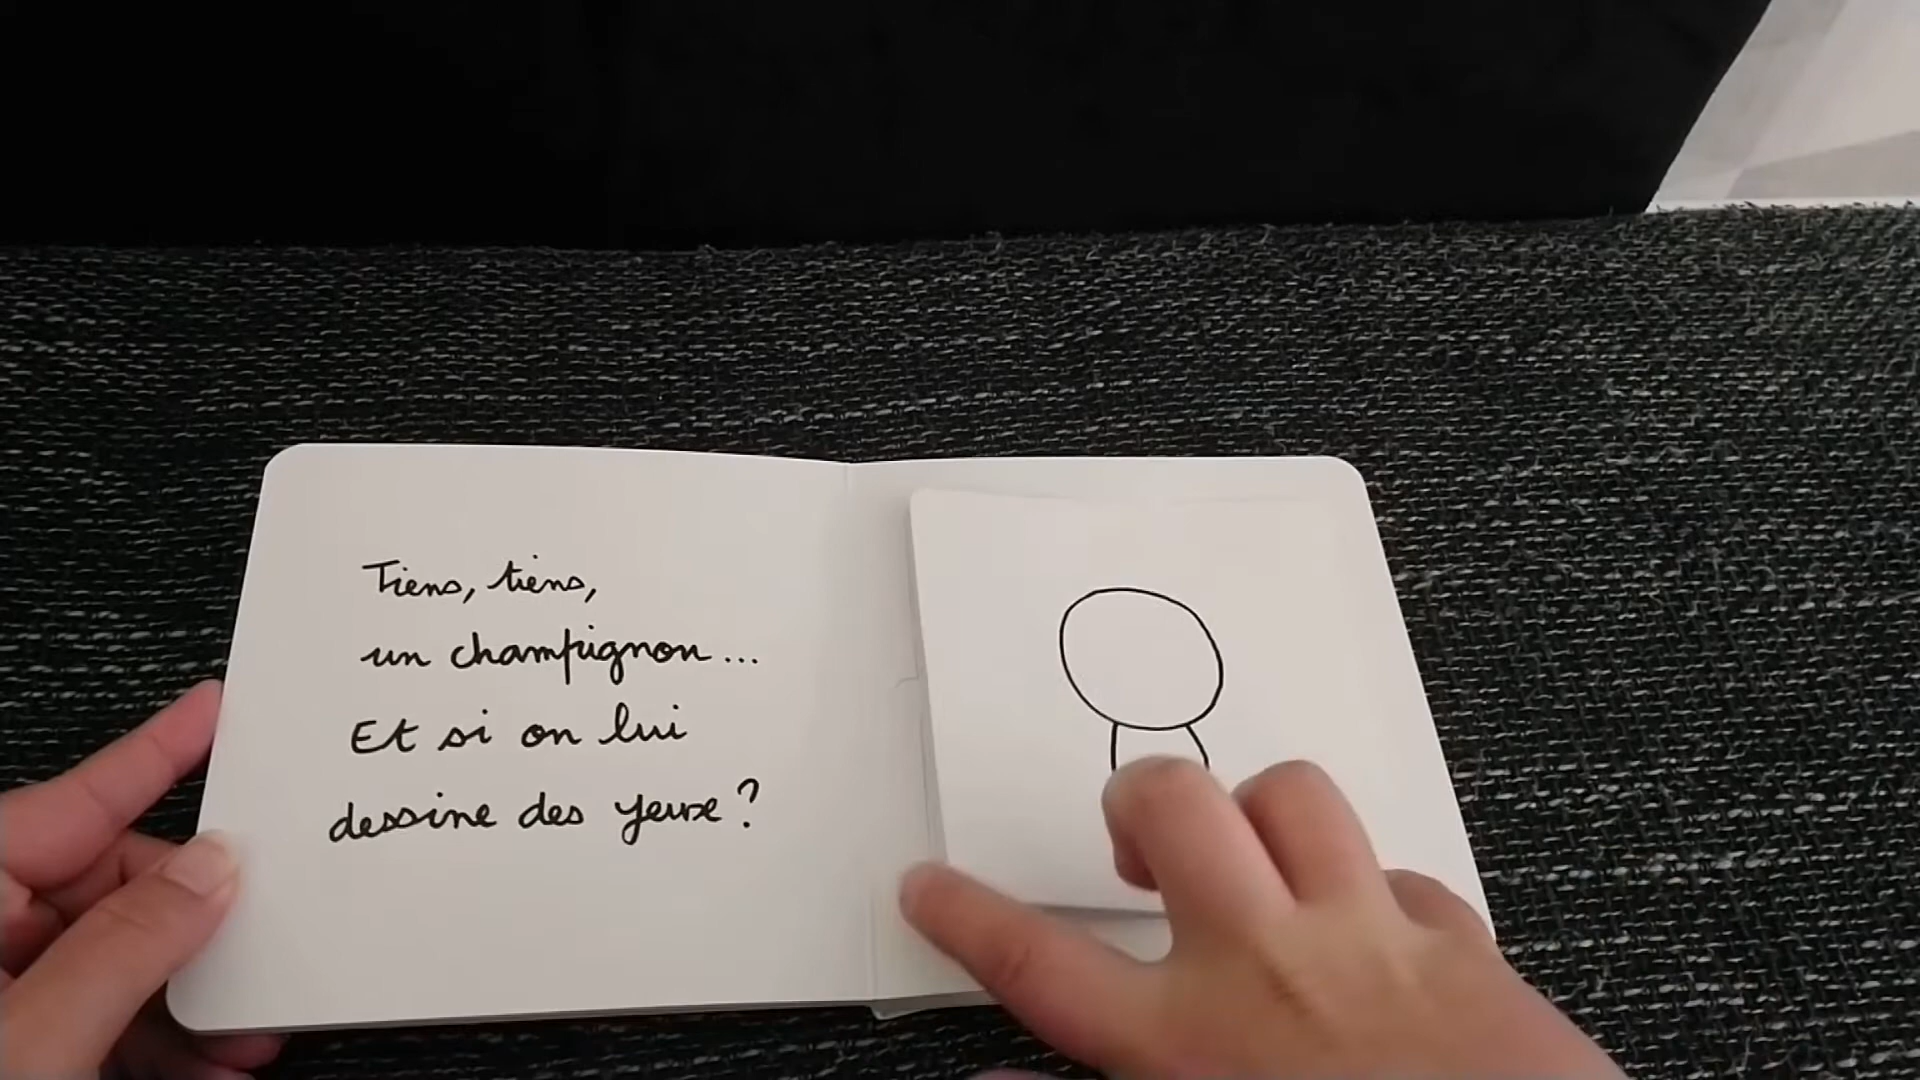 Tiens, tiens,
un champignon...
Et si on lui
dessine des yeux ?